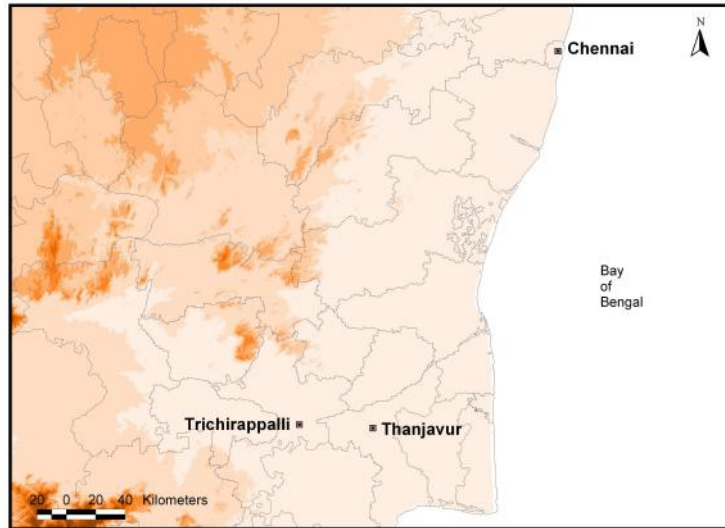 N
Chennai
Bay
of
Bengal
Trichirappalli
Thanjavur
20 0 20 40 Kilometers